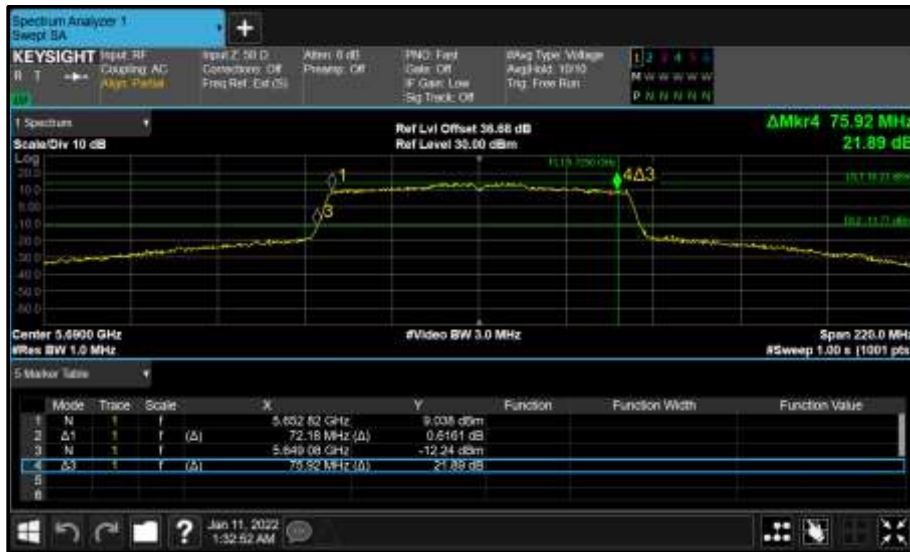 Spectrum Analyzer 1
Swept SA
+
KEYSIGHT
R T
Input: RF
Coupling: AC
Align: Partial
Input Z: 50 Ω
Corrections: Off
Freq Ref: Ext (S)
Atten: 6 dB
Preamp: Off
PNO: Fast
Gate: Off
IF Gain: Low
Sig Track: Off
#Avg Type: Voltage
Avg|Hold: 10/10
Trig: Free Run
1 2 3 4 5 6
M W W W W W
P N N N N N
1 Spectrum
Scale/Div 10 dB
Ref Lvl Offset 36.68 dB
Ref Level 30.00 dBm
ΔMkr4 75.92 MHz
21.89 dB
Log
20.0
10.0
0.00
-10.0
-20.0
-30.0
-40.0
-50.0
-60.0
1
3
4Δ3
Center 5.6900 GHz
#Res BW 1.0 MHz
#Video BW 3.0 MHz
Span 220.0 MHz
#Sweep 1.00 s (1001 pts
5 Marker Table
Mode Trace Scale X Y Function Function Width Function Value
1 N 1 f 5.652 82 GHz 9.038 dBm
2 Δ1 1 f (Δ) 72.18 MHz (Δ) 0.6161 dB
3 N 1 f 5.649 08 GHz -12.24 dBm
4 Δ3 1 f (Δ) 75.92 MHz (Δ) 21.89 dB
5
6
?
Jan 11, 2022
1:32:52 AM